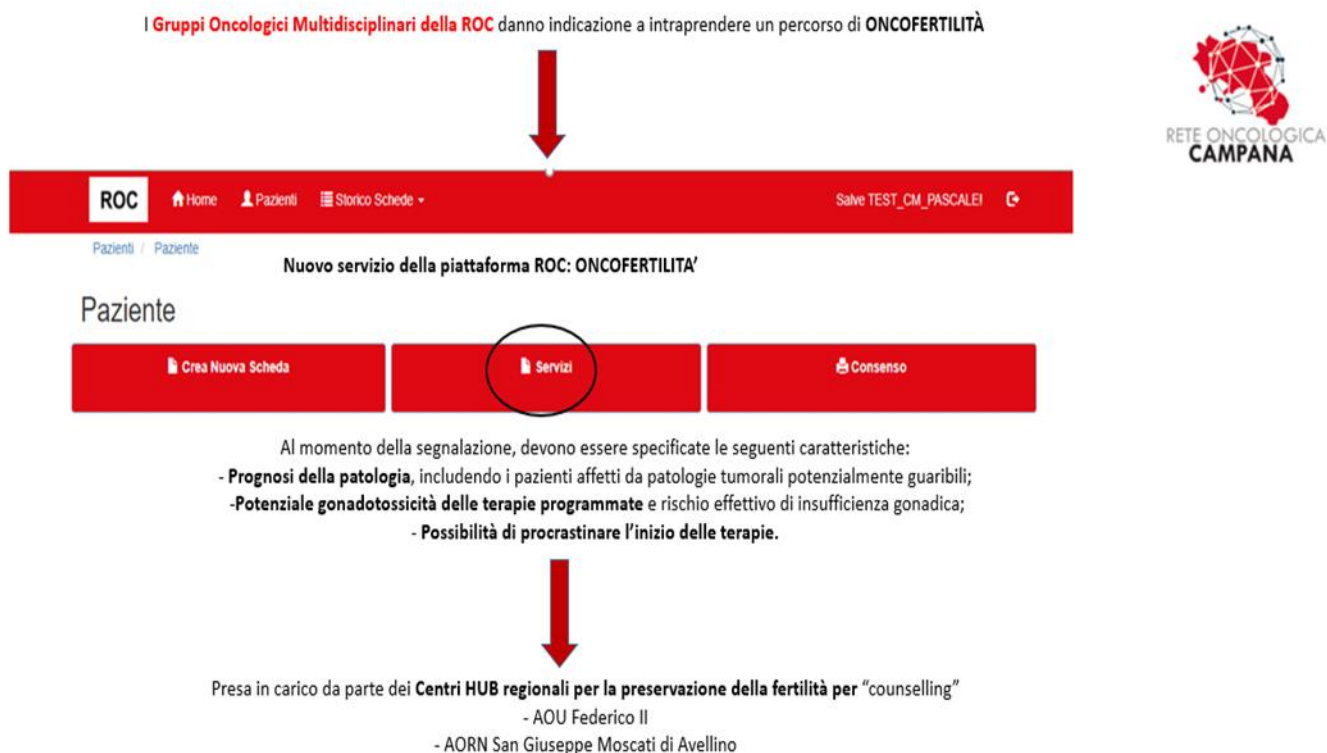 I Gruppi Oncologici Multidisciplinari della ROC danno indicazione a intraprendere un percorso di ONCOFERTILITÀ
RETE ONCOLOGICA
CAMPANA
ROC Home Pazienti Storico Schede Salve TEST_CM_PASCALE!
Pazienti / Paziente
Nuovo servizio della piattaforma ROC: ONCOFERTILITA'
Paziente
Crea Nuova Scheda Servizi Consenso
Al momento della segnalazione, devono essere specificate le seguenti caratteristiche:
- Prognosi della patologia, includendo i pazienti affetti da patologie tumorali potenzialmente guaribili;
-Potenziale gonadotossicità delle terapie programmate e rischio effettivo di insufficienza gonadica;
- Possibilità di procrastinare l'inizio delle terapie.
Presa in carico da parte dei Centri HUB regionali per la preservazione della fertilità per "counselling"
- AOU Federico II
- AORN San Giuseppe Moscati di Avellino